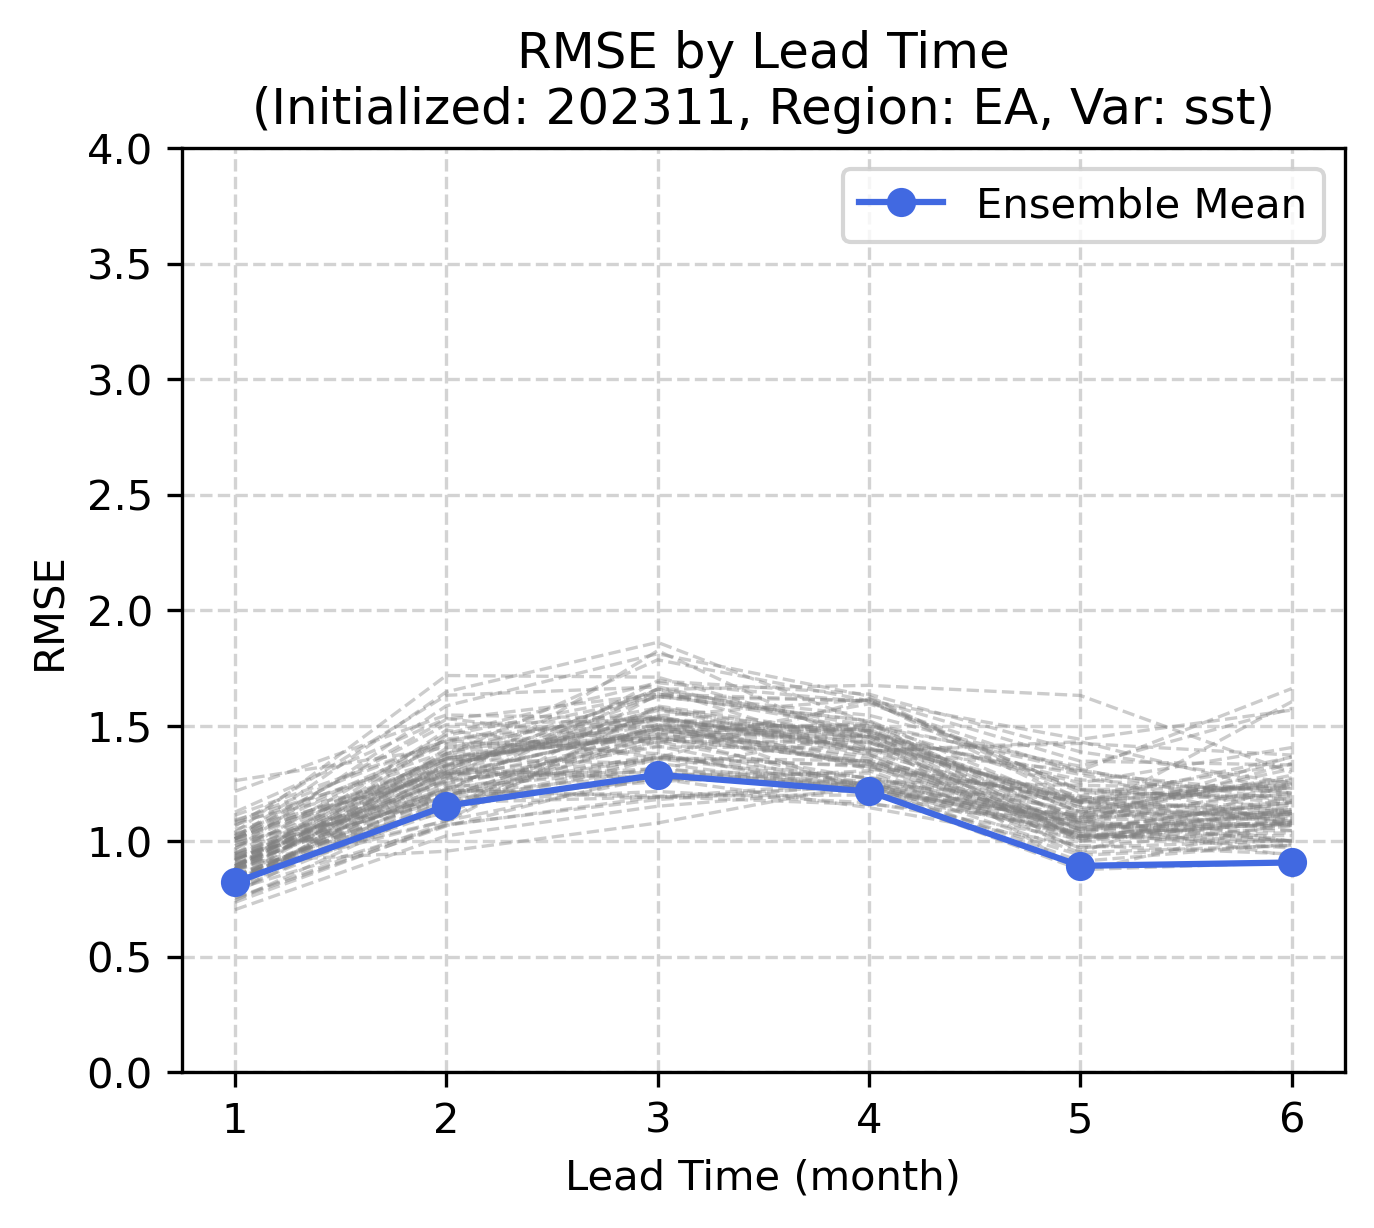 RMSE by Lead Time
(Initialized: 202311, Region: EA, Var: sst)
4.0
3.5
3.0
2.5
2.0
1.5
1.0
0.5
0.0
RMSE
Ensemble Mean
1 2 3 4 5 6
Lead Time (month)